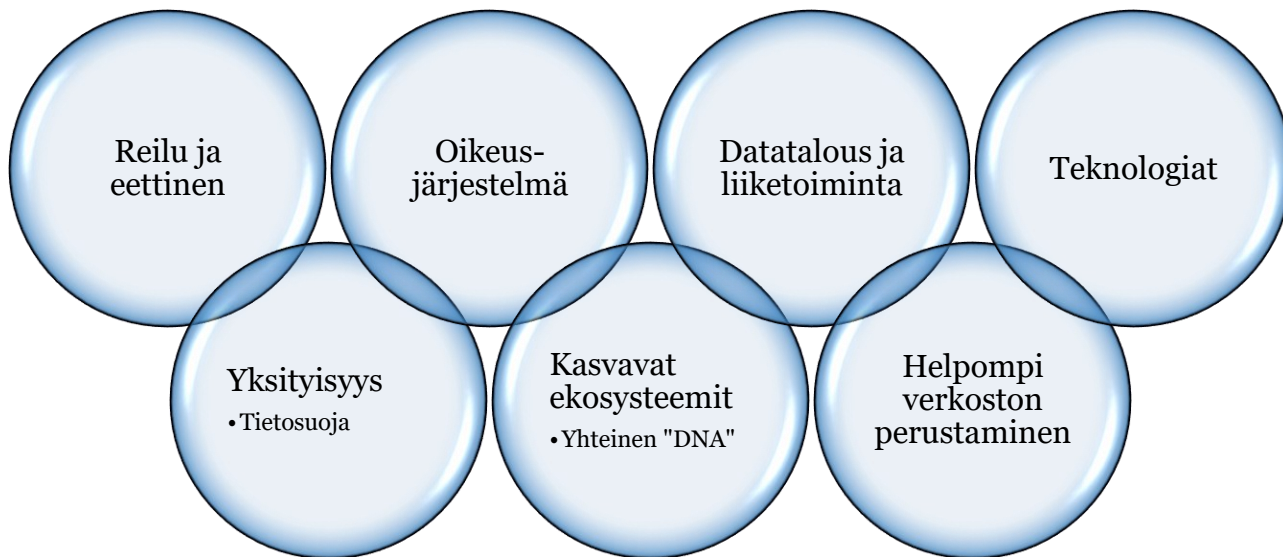 Reilu ja
eettinen
Oikeus-
järjestelmä
Datatalous ja
liiketoiminta
Teknologiat
Yksityisyys
• Tietosuoja
Kasvavat
ekosysteemit
• Yhteinen "DNA"
Helpompi
verkoston
perustaminen